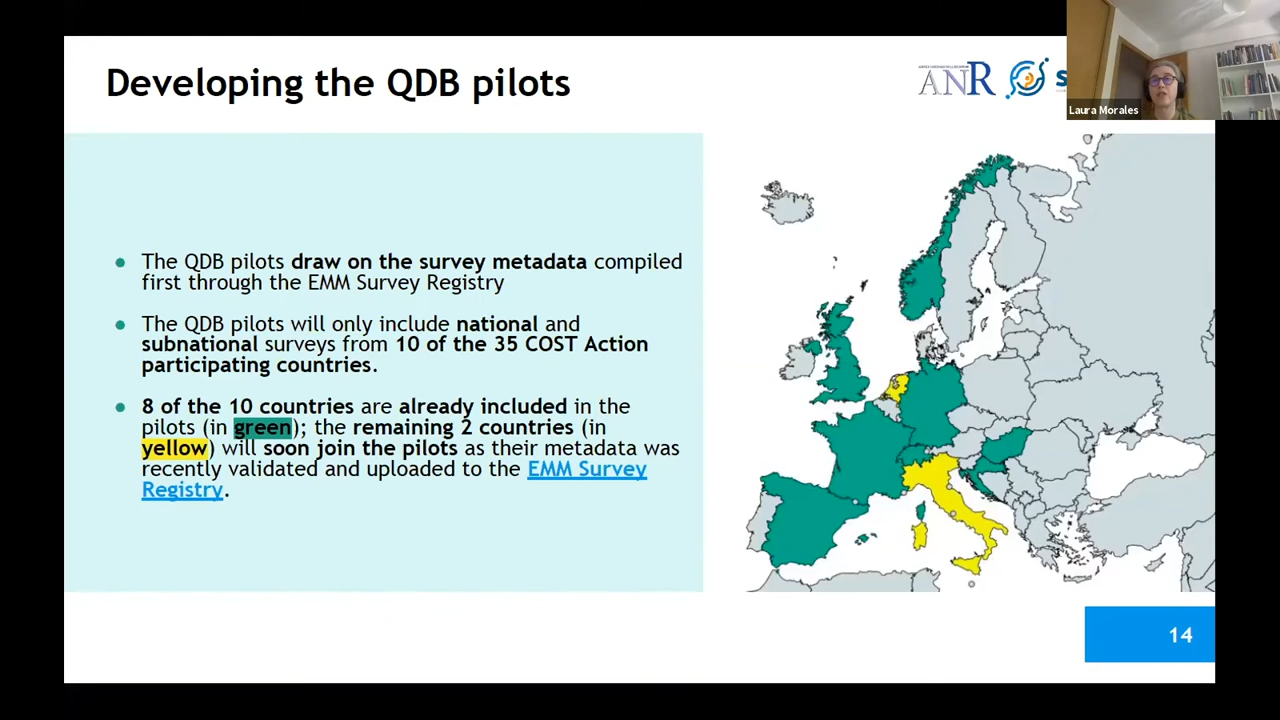 Developing the QDB pilots
ANR
S
Laura Morales
The QDB pilots draw on the survey metadata compiled
first through the EMM Survey Registry
The QDB pilots will only include national and
subnational surveys from 10 of the 35 COST Action
participating countries.
8 of the 10 countries are already included in the
pilots (in green); the remaining 2 countries (in
yellow) will soon join the pilots as their metadata was
recently validated and uploaded to the EMM Survey
Registry.
14